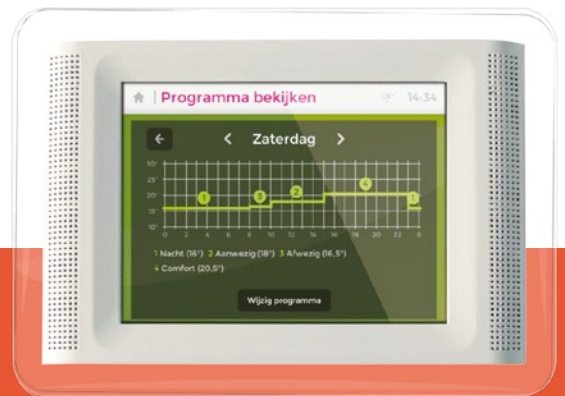 Programma bekijken 14:34
Zaterdag
30°
25°
20°
15°
10°
4
2
1 3 1
0 2 4 6 8 10 12 14 16 18 20 22 0
1 Nacht (16°) 2 Aanwezig (18°) 3 Afwezig (16,5°)
4 Comfort (20,5°)
Wijzig programma